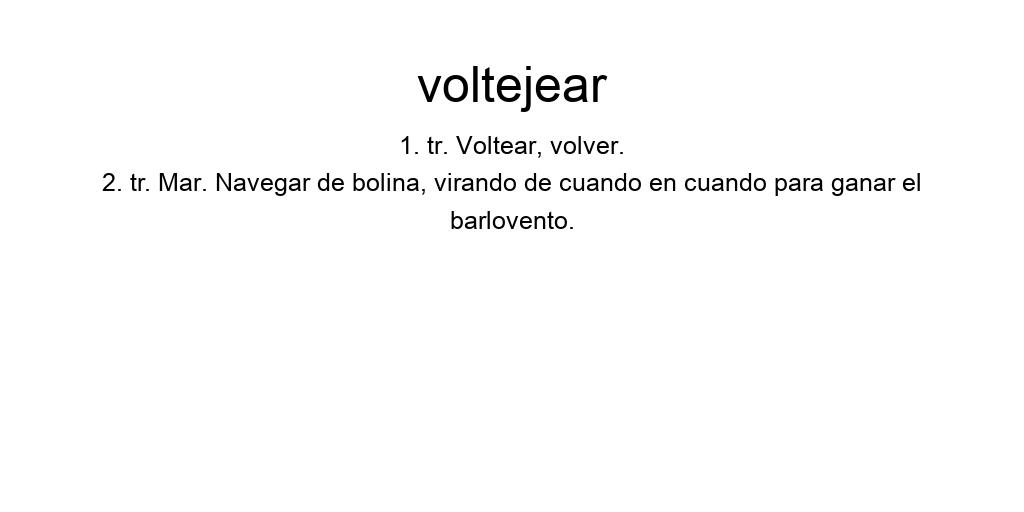 voltejear
1. tr. Voltear, volver.
2. tr. Mar. Navegar de bolina, virando de cuando en cuando para ganar el
barlovento.